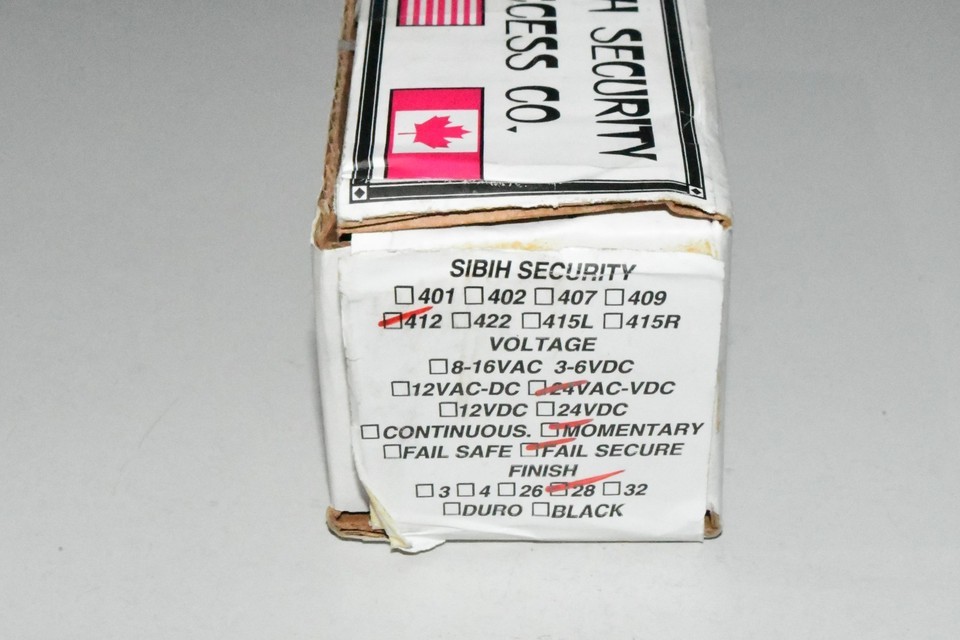 SECURITY
CESS CO.
SIBIH SECURITY
401 402 407 409
412 422 415L 415R
VOLTAGE
8-16VAC 3-6VDC
12VAC-DC 24VAC-VDC
12VDC 24VDC
CONTINUOUS. MOMENTARY
FAIL SAFE FAIL SECURE
FINISH
3 4 26 28 32
DURO BLACK